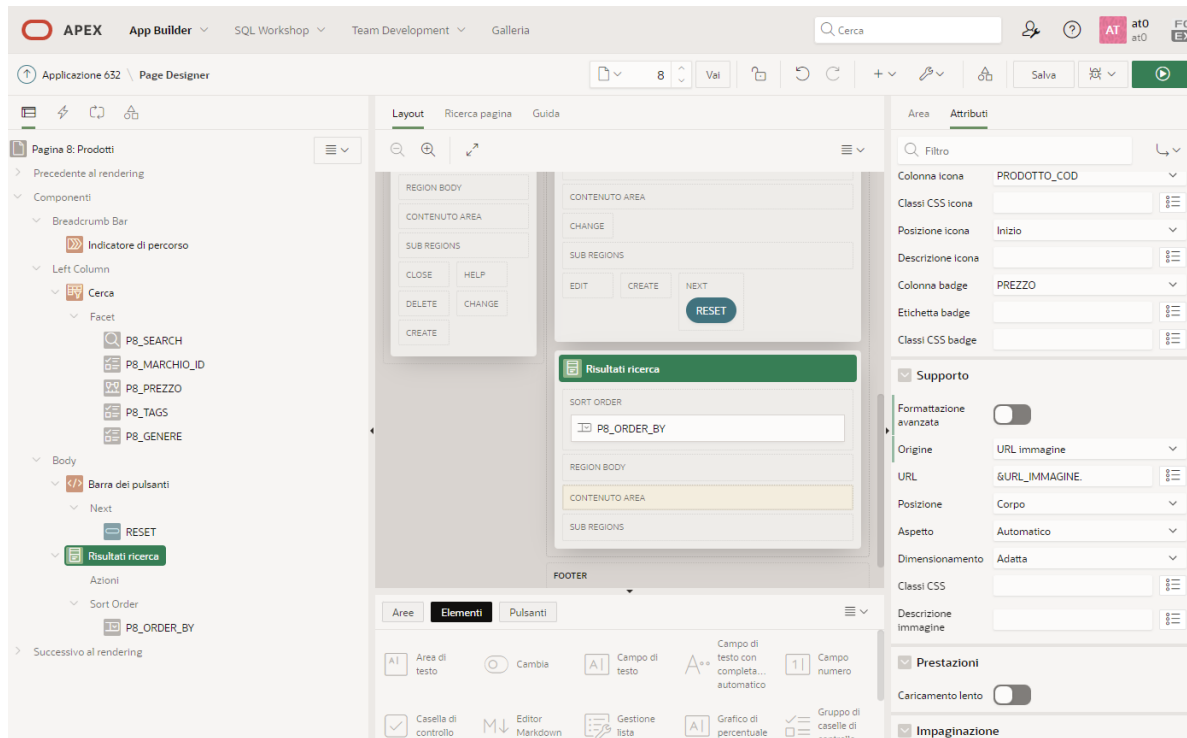 APEX App Builder SQL Workshop Team Development Galleria Cerca AT at0
at0
Applicazione 632 \ Page Designer 8 Vai Salva
Pagina 8: Prodotti
Precedente al rendering
Componenti
Breadcrumb Bar
Indicatore di percorso
Left Column
Cerca
Facet
P8_SEARCH
P8_MARCHIO_ID
P8_PREZZO
P8_TAGS
P8_GENERE
Body
Barra dei pulsanti
Next
RESET
Risultati ricerca
Azioni
Sort Order
P8_ORDER_BY
Successivo al rendering
Layout Ricerca pagina Guida
REGION BODY
CONTENUTO AREA
SUB REGIONS
CLOSE HELP
DELETE CHANGE
CREATE
CONTENUTO AREA
CHANGE
SUB REGIONS
EDIT CREATE NEXT
RESET
Risultati ricerca
SORT ORDER
P8_ORDER_BY
REGION BODY
CONTENUTO AREA
SUB REGIONS
FOOTER
Aree Elementi Pulsanti
Area di
testo
Cambia
Campo di
testo
Campo di
testo con
completa...
automatico
Campo
numero
Casella di
controllo
Editor
Markdown
Gestione
lista
Grafico di
percentuale
Gruppo di
caselle di
Area Attributi
Filtro
Colonna icona PRODOTTO_COD
Classi CSS icona
Posizione icona Inizio
Descrizione icona
Colonna badge PREZZO
Etichetta badge
Classi CSS badge
Supporto
Formattazione
avanzata
Origine URL immagine
URL &URL_IMMAGINE.
Posizione Corpo
Aspetto Automatico
Dimensionamento Adatta
Classi CSS
Descrizione
immagine
Prestazioni
Caricamento lento
Impaginazione